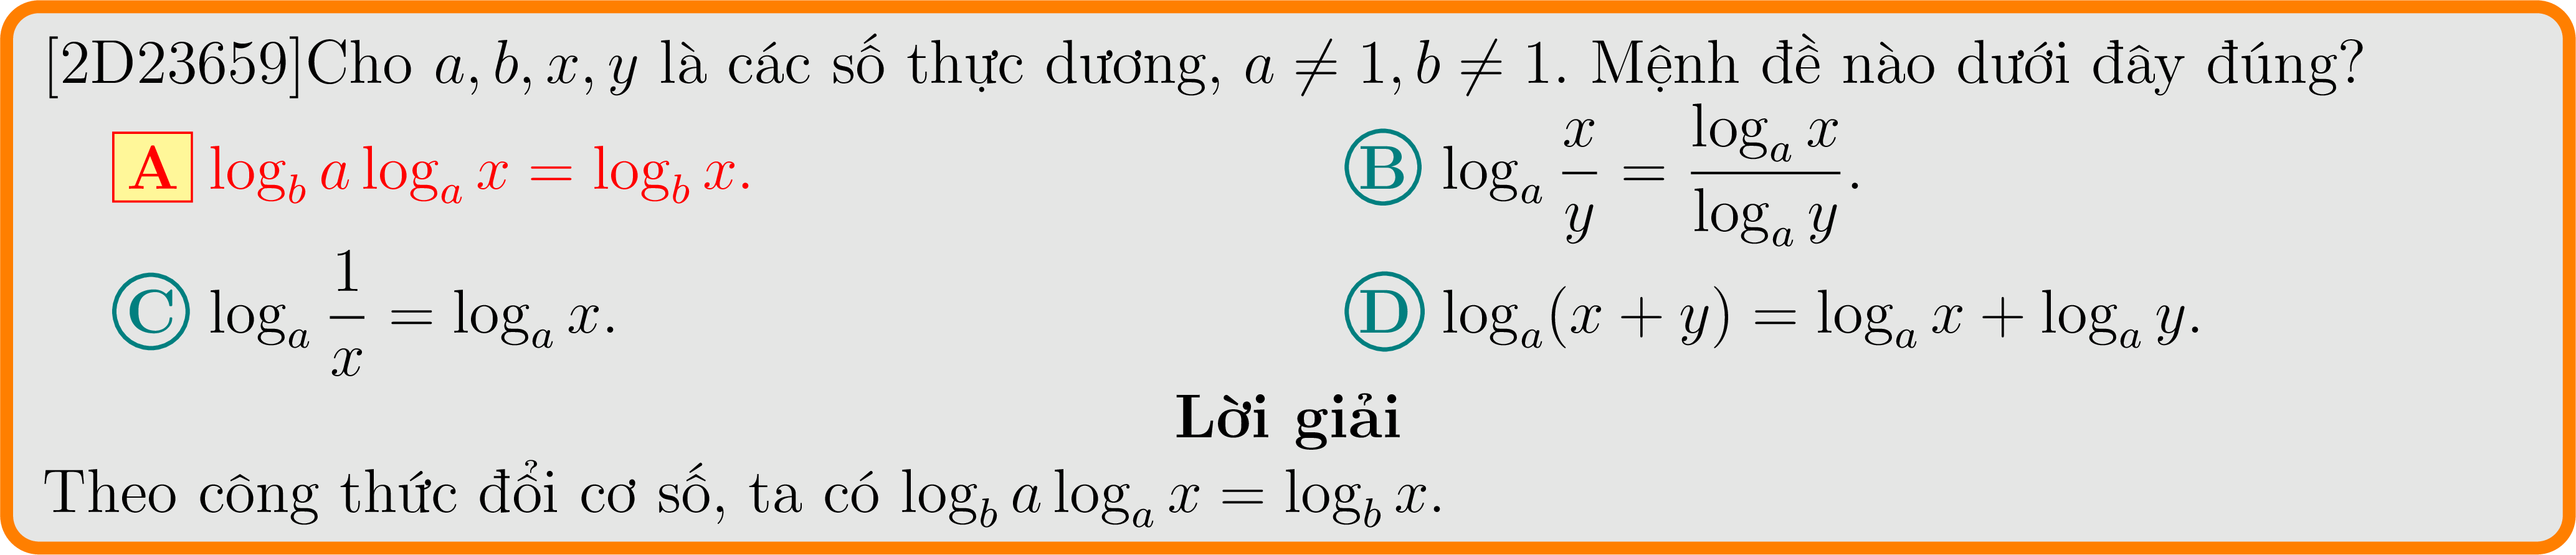 [2D23659]Cho a, b, x, y là các số thực dương, a ≠ 1, b ≠ 1. Mệnh đề nào dưới đây đúng?
A log_b a log_a x = log_b x. B log_a \frac{x}{y} = \frac{log_a x}{log_a y}.
C log_a \frac{1}{x} = log_a x. D log_a(x + y) = log_a x + log_a y.
Lời giải
Theo công thức đổi cơ số, ta có log_b a log_a x = log_b x.